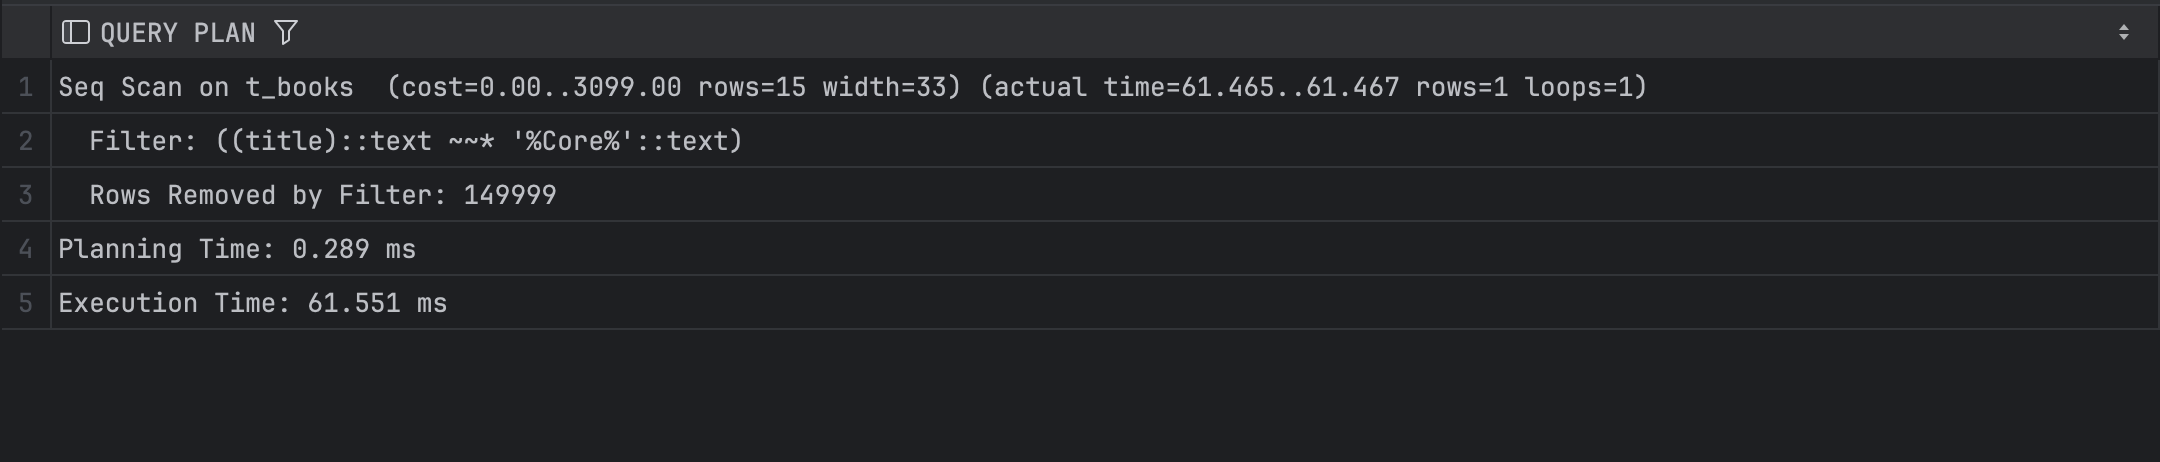 QUERY PLAN
1 Seq Scan on t_books  (cost=0.00..3099.00 rows=15 width=33) (actual time=61.465..61.467 rows=1 loops=1)
2   Filter: ((title)::text ~~* '%Core%'::text)
3   Rows Removed by Filter: 149999
4 Planning Time: 0.289 ms
5 Execution Time: 61.551 ms